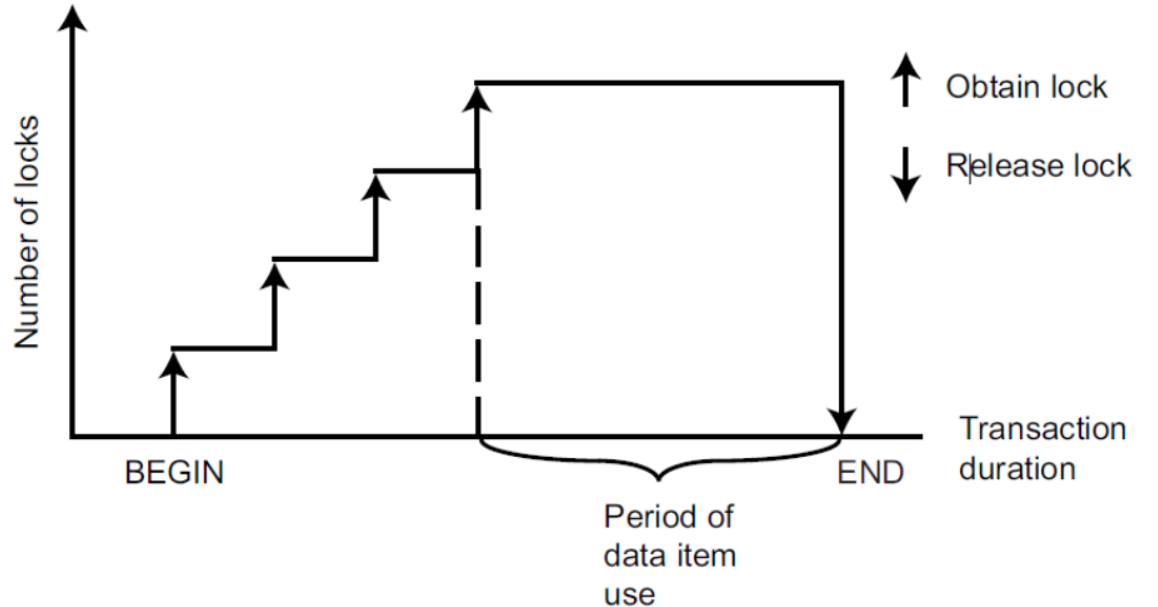 Number of locks
Obtain lock
Release lock
BEGIN
END
Transaction
duration
Period of
data item
use